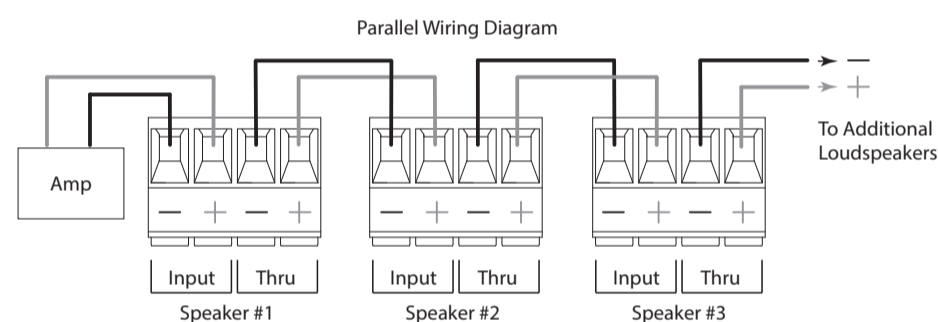 Parallel Wiring Diagram
−
+
To Additional
Loudspeakers
Amp
− + − +
− + − +
− + − +
Input Thru
Input Thru
Input Thru
Speaker #1
Speaker #2
Speaker #3